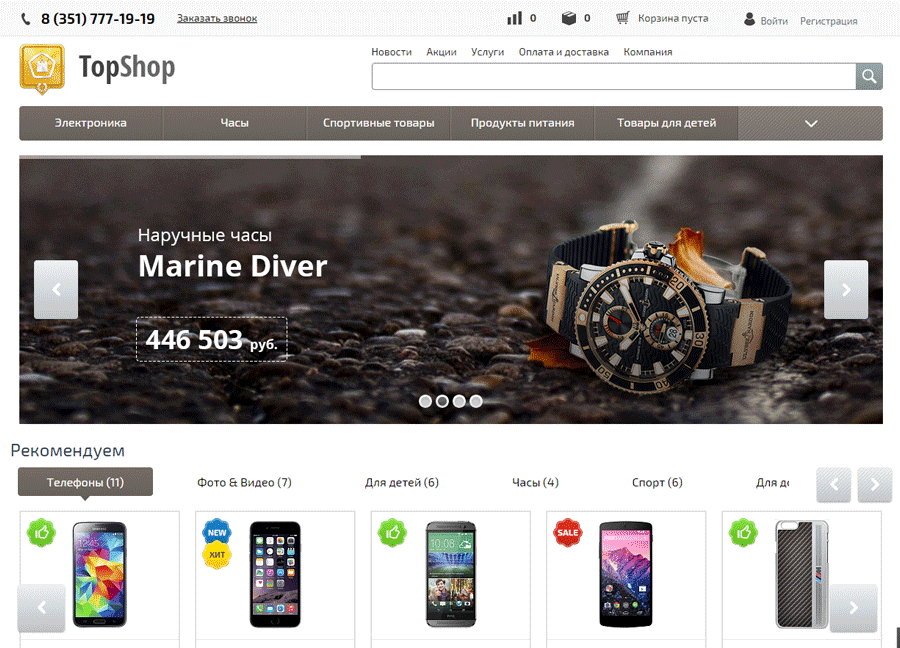 8 (351) 777-19-19 Заказать звонок 0 0 Корзина пуста Войти Регистрация
Новости Акции Услуги Оплата и доставка Компания
TopShop
Электроника Часы Спортивные товары Продукты питания Товары для детей
Наручные часы
Marine Diver
446 503 руб.
Рекомендуем
Телефоны (11) Фото & Видео (7) Для детей (6) Часы (4) Спорт (6) Для де
NEW SALE
ХИТ